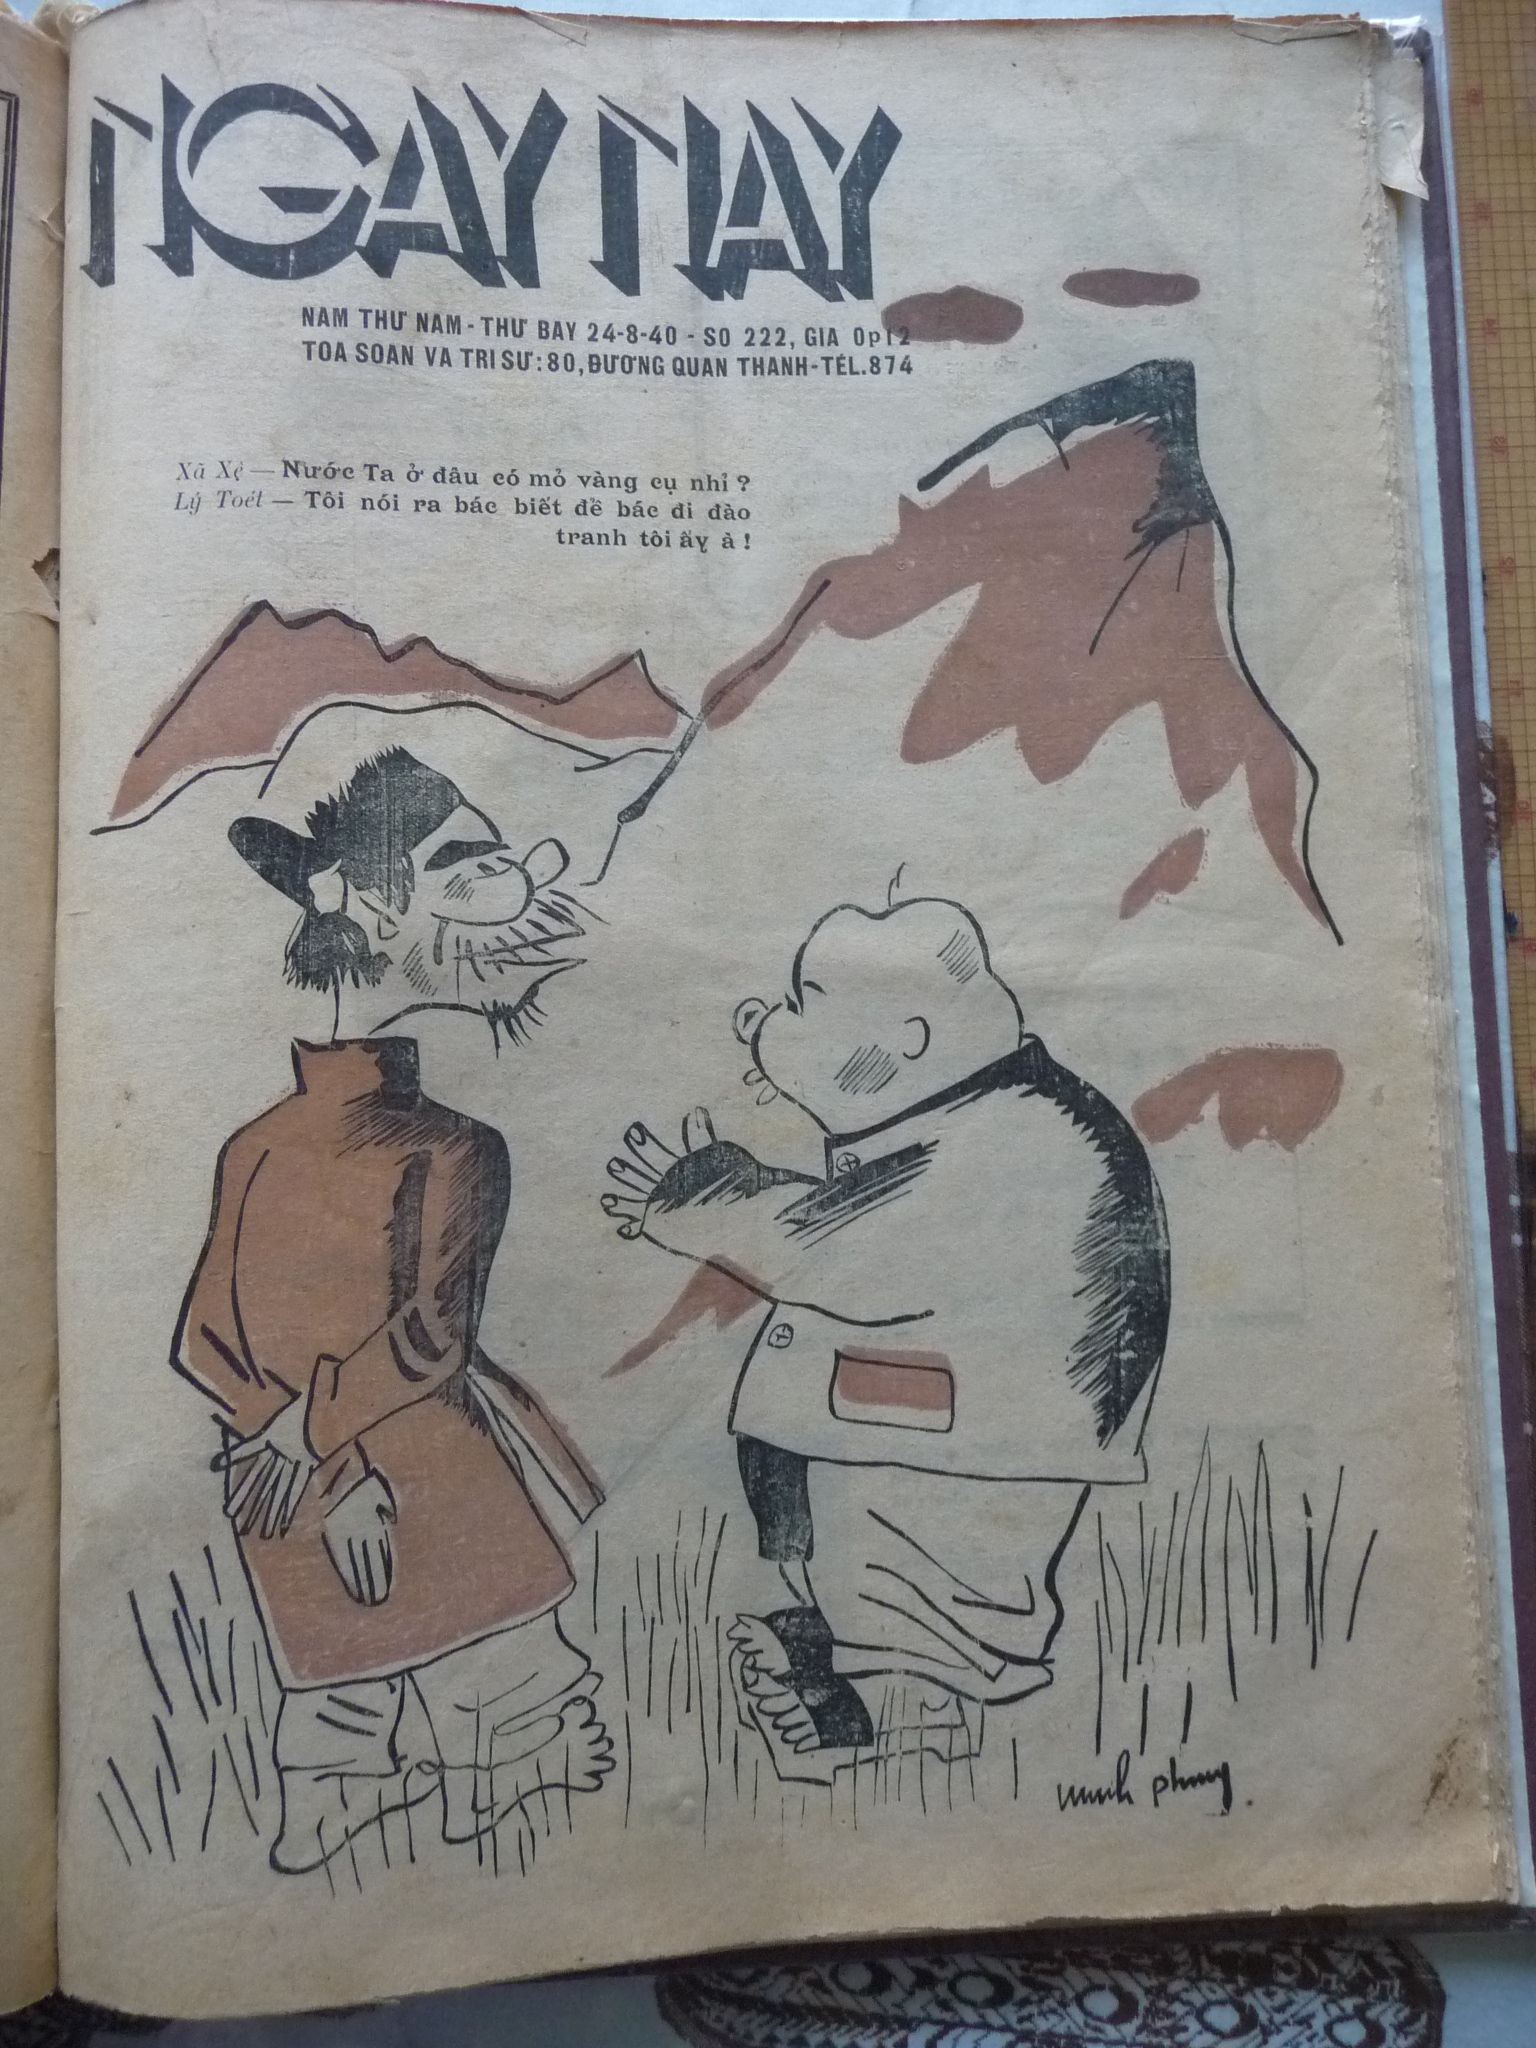 NGAY NAY
NAM THƯ NAM - THƯ BAY 24-8-40 - SO 222, GIA 0p12
TOA SOAN VA TRI SƯ: 80, ĐƯƠNG QUAN THANH-TÉL. 874
Xã Xệ — Nước Ta ở đâu có mỏ vàng cụ nhỉ ?
Lý Toét — Tôi nói ra bác biết để bác đi đào
tranh tôi ấy à !
minh phung